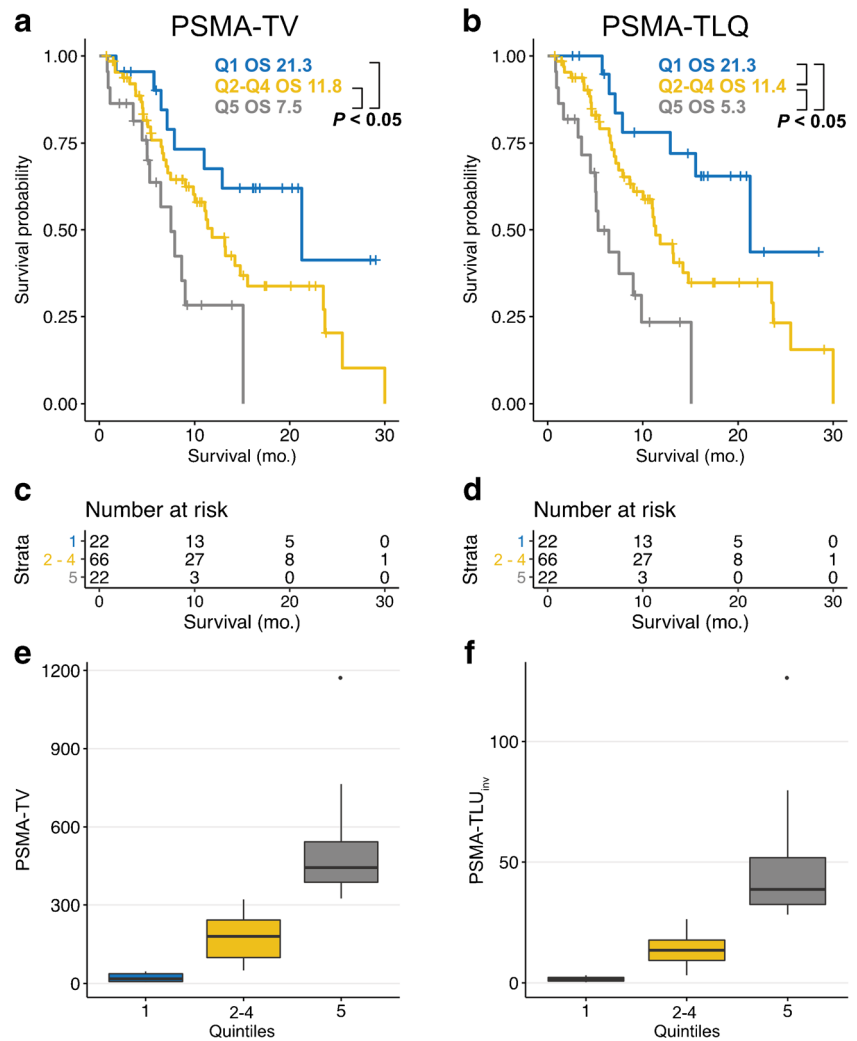 a PSMA-TV
1.00
0.75
0.50
0.25
0.00
Survival probability
Q1 OS 21.3
Q2-Q4 OS 11.8
Q5 OS 7.5
P < 0.05
0 10 20 30
Survival (mo.)
b PSMA-TLQ
1.00
0.75
0.50
0.25
0.00
Survival probability
Q1 OS 21.3
Q2-Q4 OS 11.4
Q5 OS 5.3
P < 0.05
0 10 20 30
Survival (mo.)
c
Number at risk
Strata
1 22 13 5 0
2 - 4 66 27 8 1
5 22 3 0 0
0 10 20 30
Survival (mo.)
d
Number at risk
Strata
1 22 13 5 0
2 - 4 66 27 8 1
5 22 3 0 0
0 10 20 30
Survival (mo.)
e
1200
900
600
300
0
PSMA-TV
1 2-4 5
Quintiles
f
100
50
0
PSMA-TLUinv
1 2-4 5
Quintiles